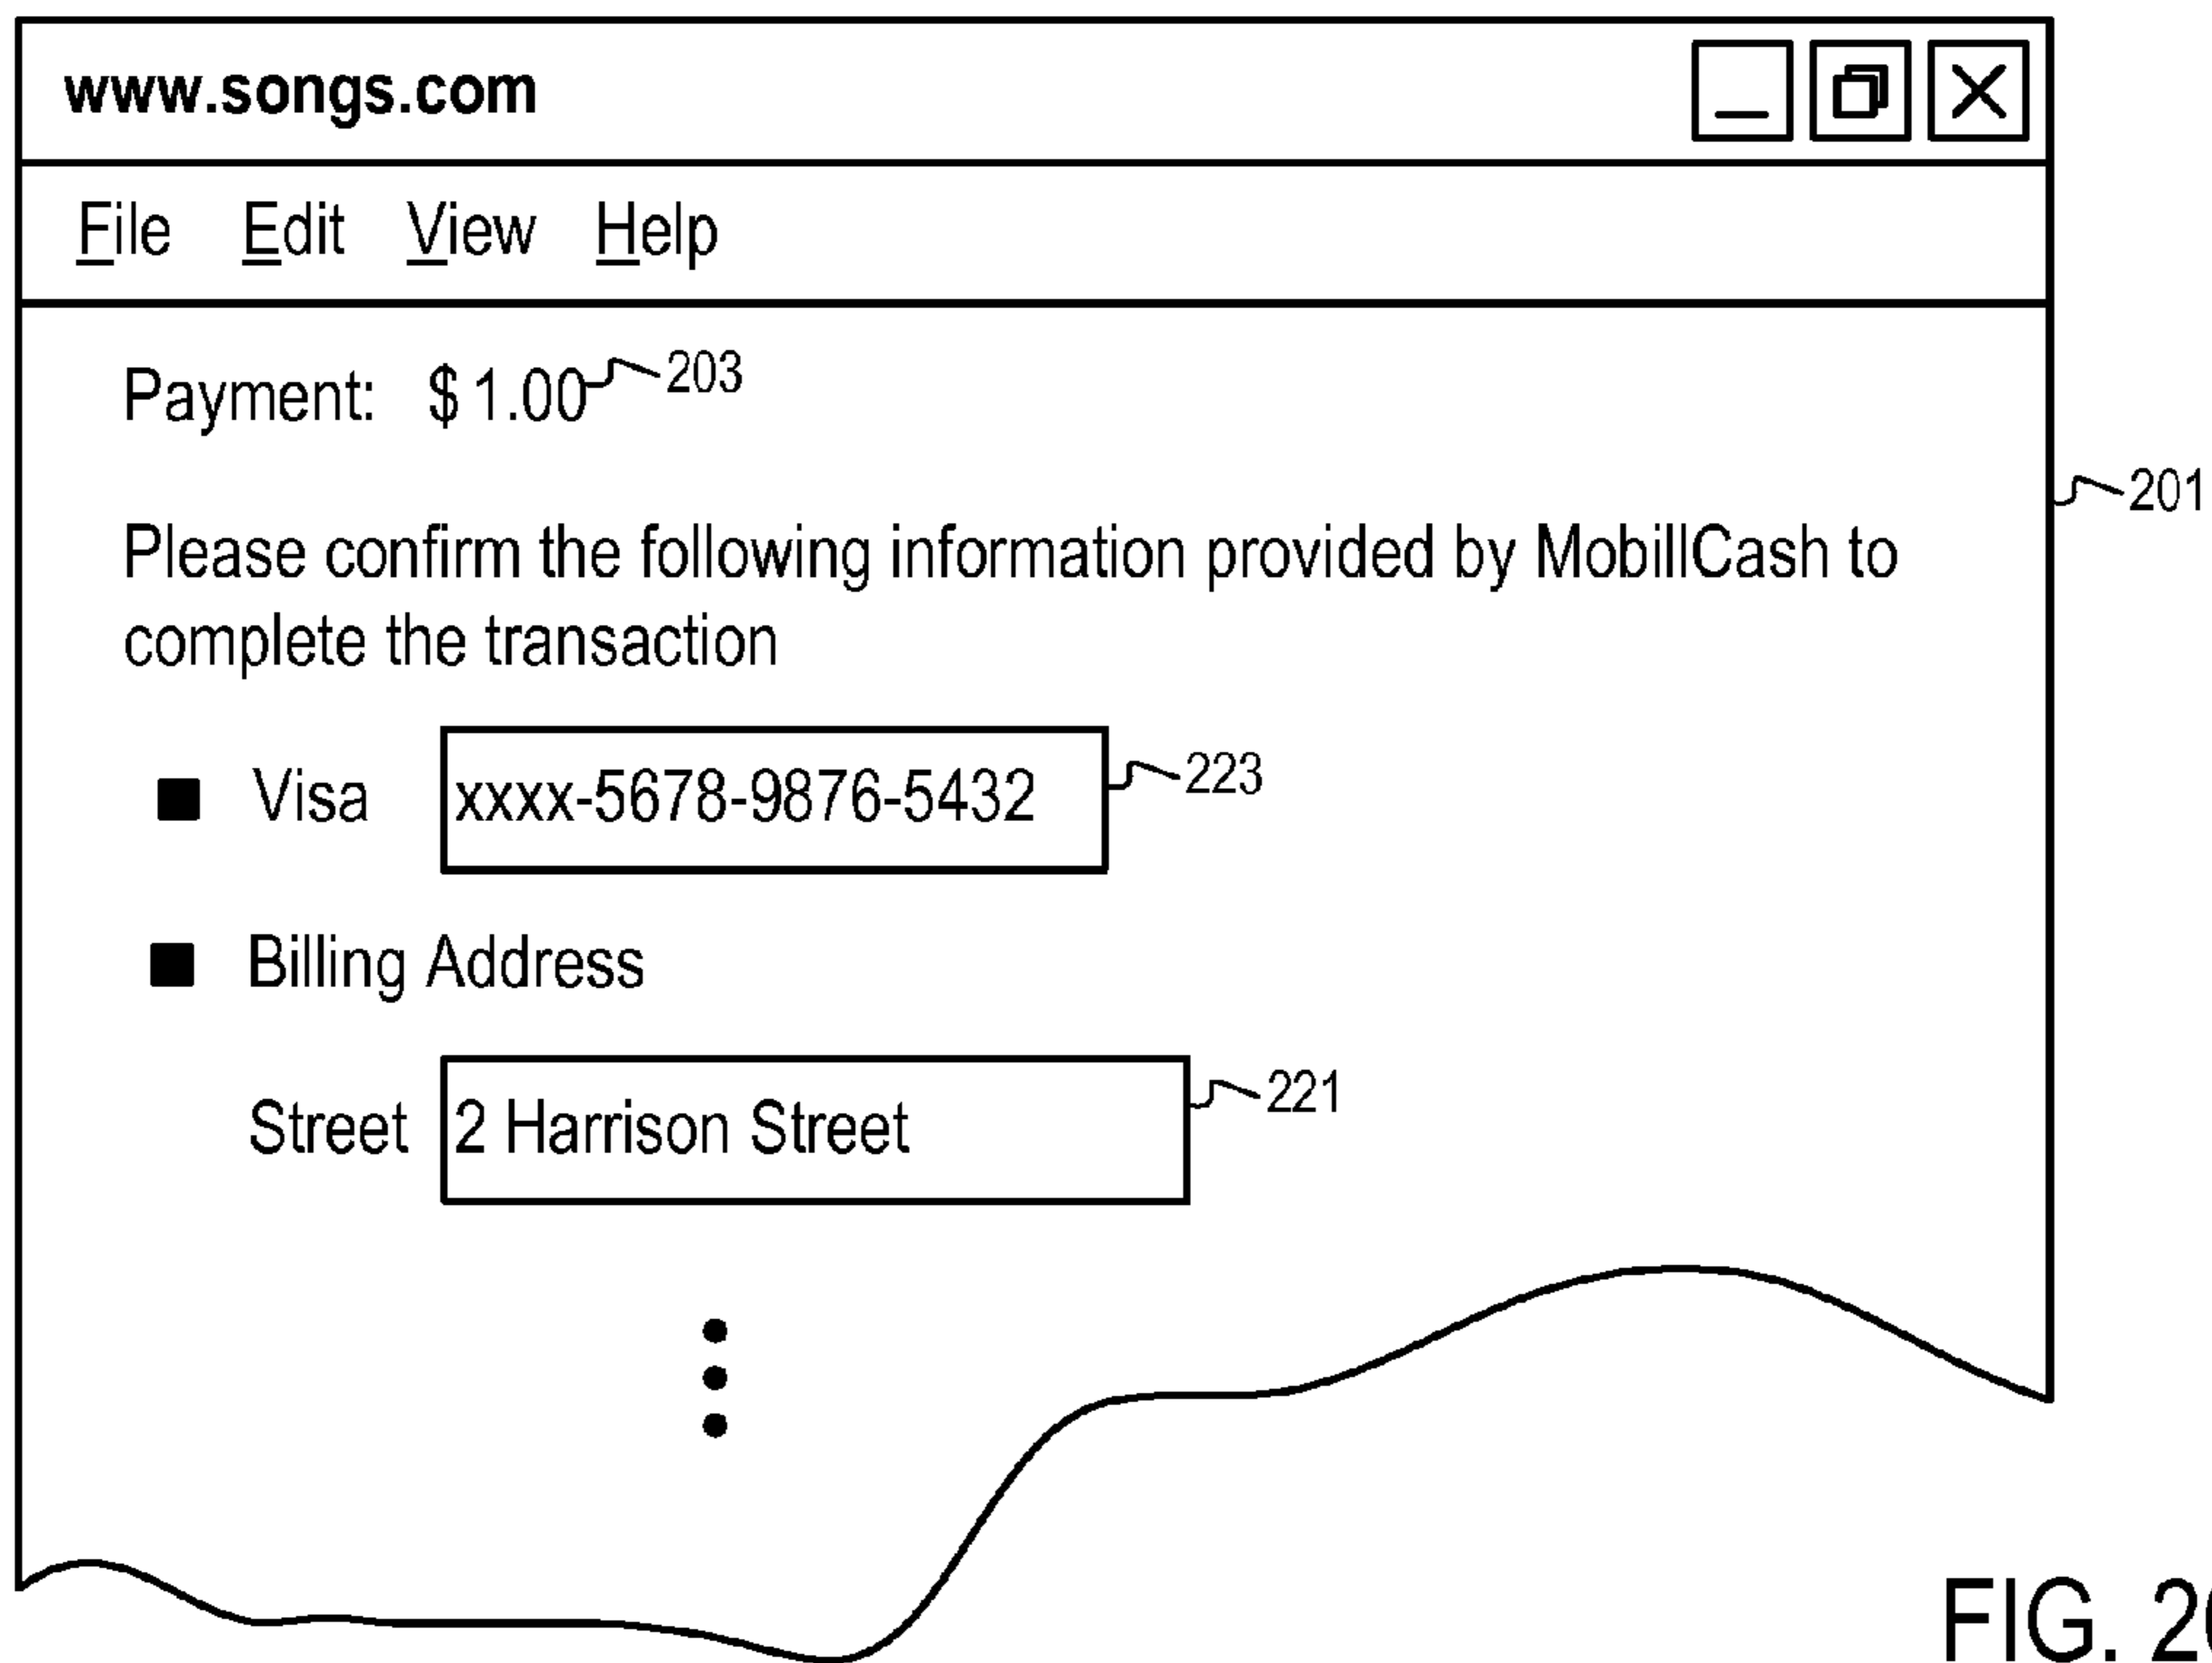 www.songs.com
File Edit View Help
Payment: $1.00 203
201
Please confirm the following information provided by MobillCash to
complete the transaction
Visa xxxx-5678-9876-5432 223
Billing Address
Street 2 Harrison Street 221
FIG.